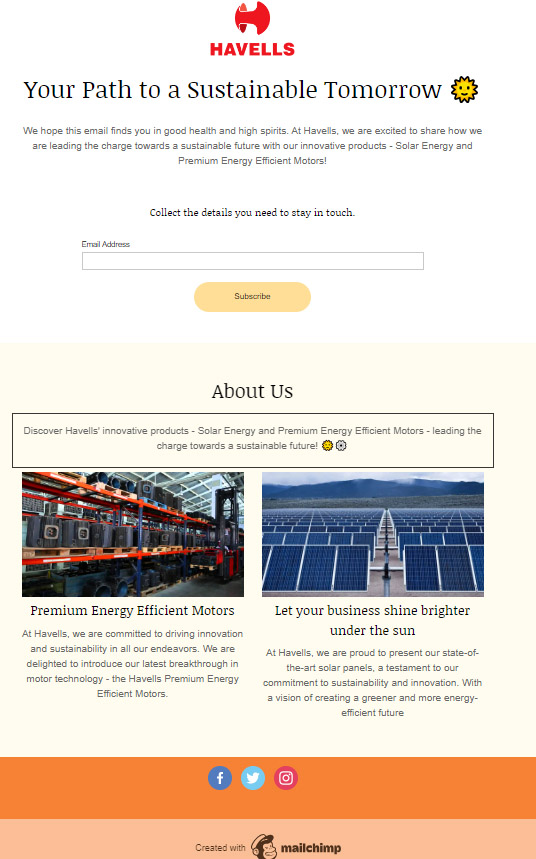 HAVELLS
Your Path to a Sustainable Tomorrow
We hope this email finds you in good health and high spirits. At Havells, we are excited to share how we
are leading the charge towards a sustainable future with our innovative products - Solar Energy and
Premium Energy Efficient Motors!
Collect the details you need to stay in touch.
Email Address
Subscribe
About Us
Discover Havells' innovative products - Solar Energy and Premium Energy Efficient Motors - leading the
charge towards a sustainable future!
Premium Energy Efficient Motors
At Havells, we are committed to driving innovation
and sustainability in all our endeavors. We are
delighted to introduce our latest breakthrough in
motor technology - the Havells Premium Energy
Efficient Motors.
Let your business shine brighter
under the sun
At Havells, we are proud to present our state-of-
the-art solar panels, a testament to our
commitment to sustainability and innovation. With
a vision of creating a greener and more energy-
efficient future
Created with mailchimp